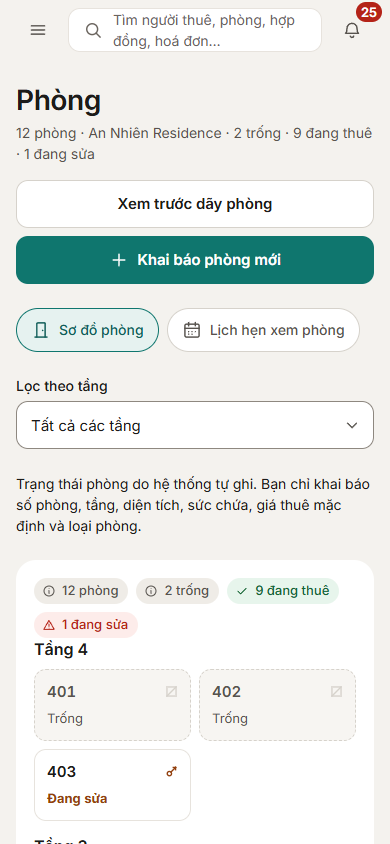 Tìm người thuê, phòng, hợp
đồng, hoá đơn...
25
Phòng
12 phòng · An Nhiên Residence · 2 trống · 9 đang thuê
· 1 đang sửa
Xem trước dãy phòng
Khai báo phòng mới
Sơ đồ phòng
Lịch hẹn xem phòng
Lọc theo tầng
Tất cả các tầng
Trạng thái phòng do hệ thống tự ghi. Bạn chỉ khai báo
số phòng, tầng, diện tích, sức chứa, giá thuê mặc
định và loại phòng.
12 phòng
2 trống
9 đang thuê
1 đang sửa
Tầng 4
401
Trống
402
Trống
403
Đang sửa